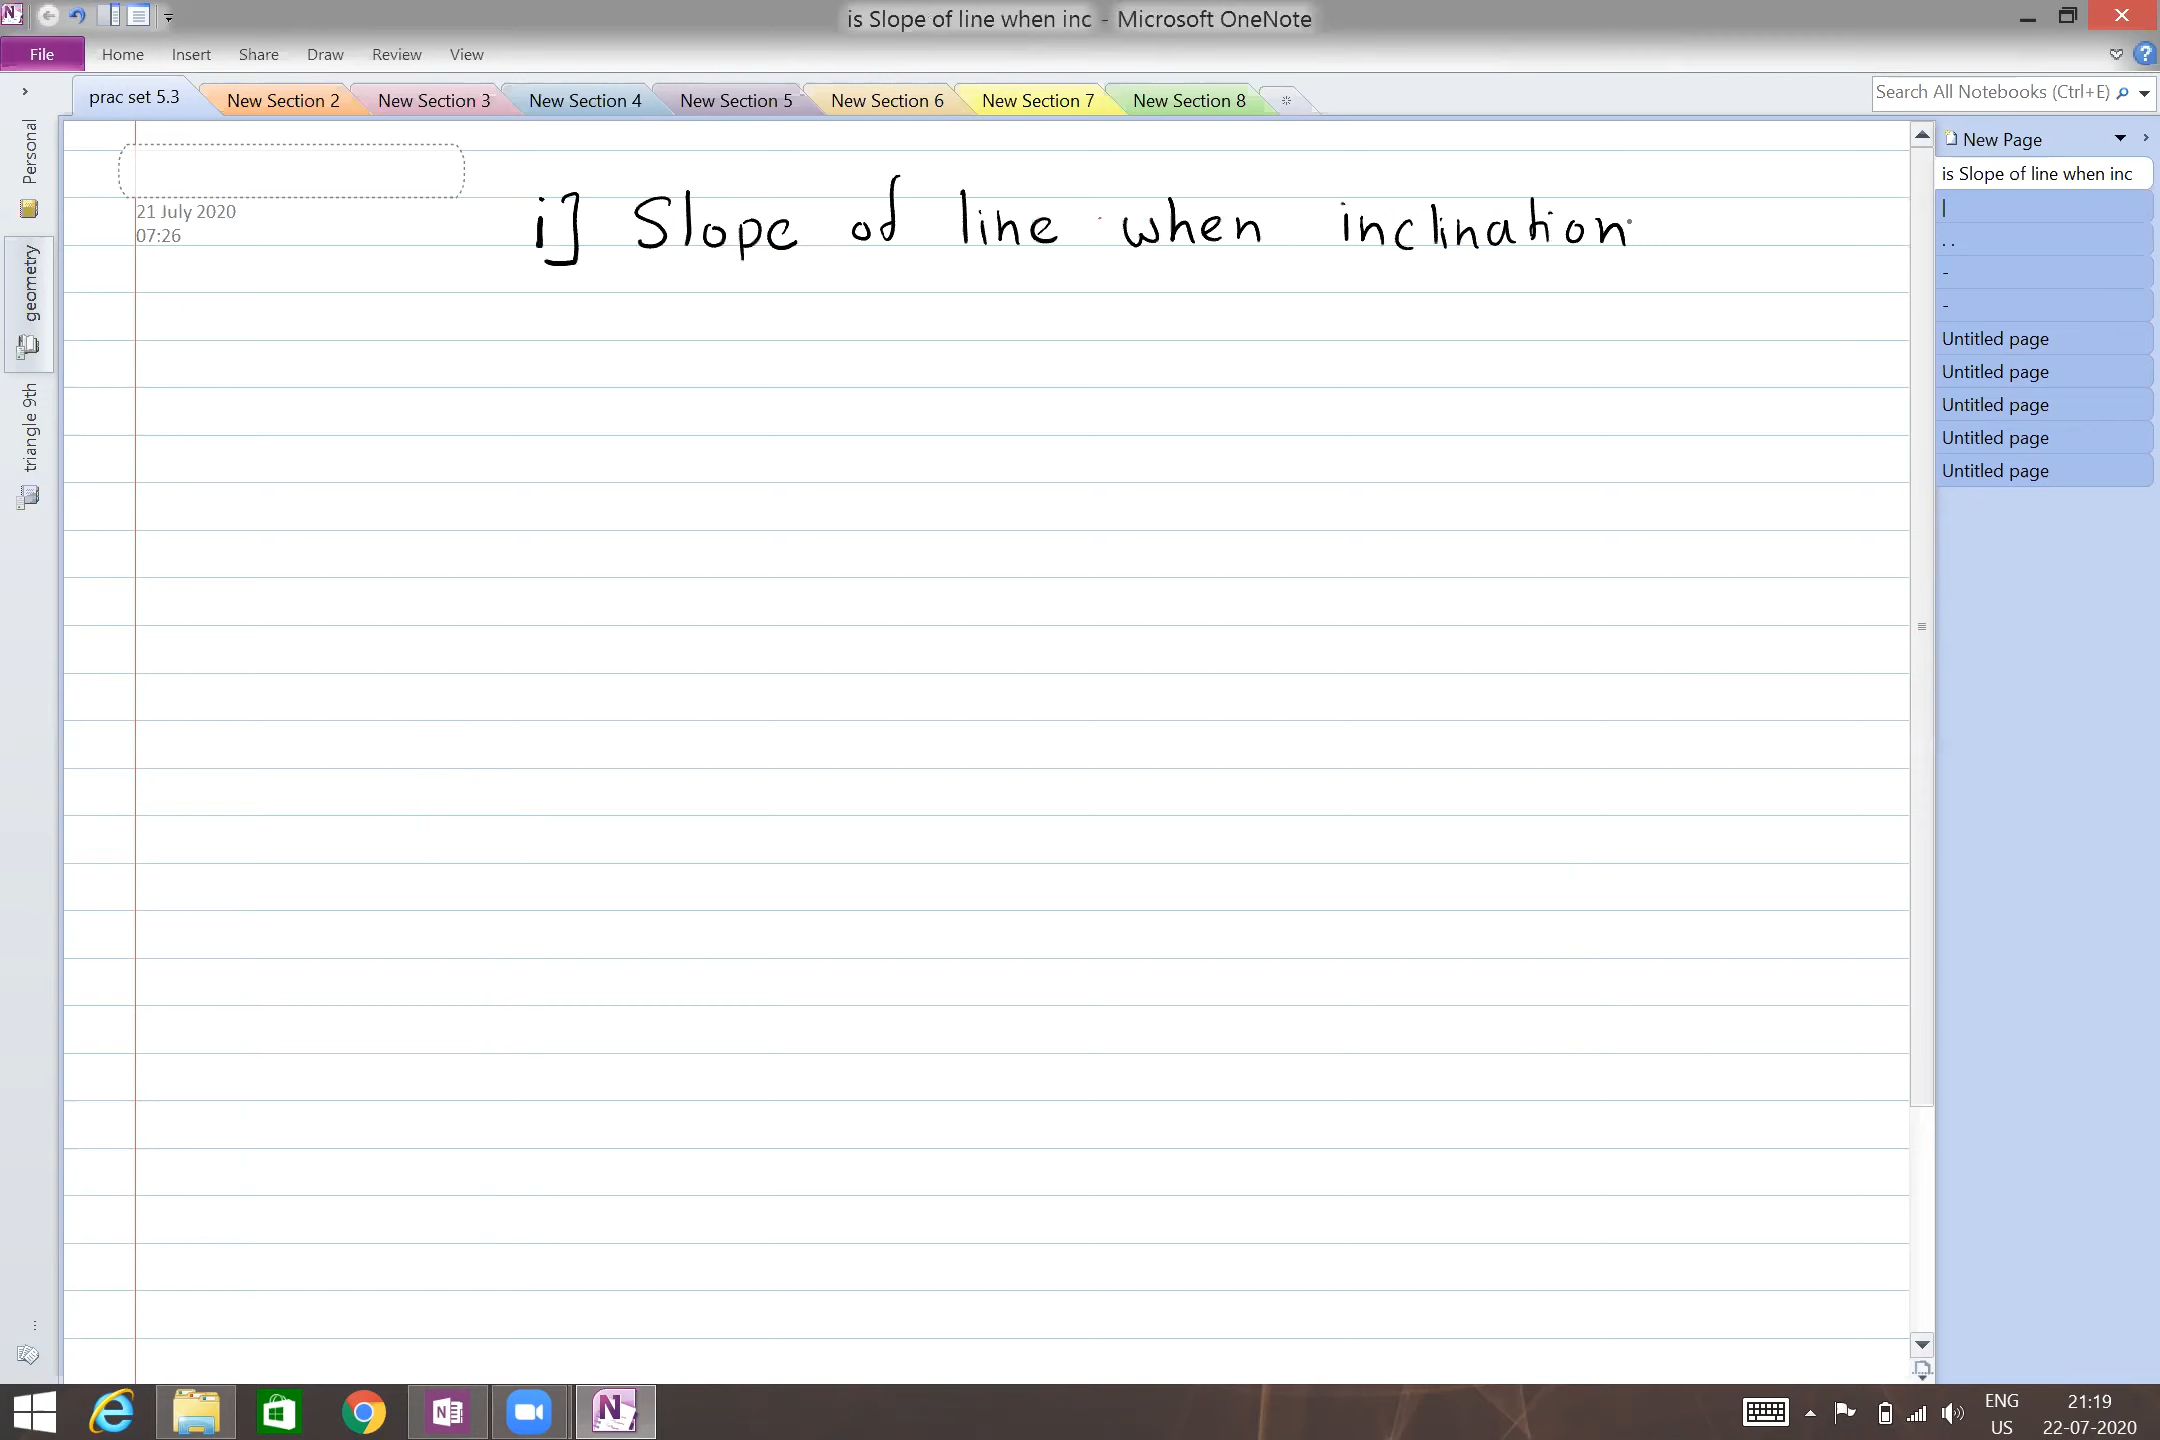 is Slope of line when inc - Microsoft OneNote
File Home Insert Share Draw Review View
prac set 5.3 New Section 2 New Section 3 New Section 4 New Section 5 New Section 6 New Section 7 New Section 8
Search All Notebooks (Ctrl+E)
Personal
geometry
triangle 9th
21 July 2020
07:26
i] Slope of line when inclination
New Page
is Slope of line when inc
|
. .
-
-
Untitled page
Untitled page
Untitled page
Untitled page
Untitled page
ENG
US
21:19
22-07-2020